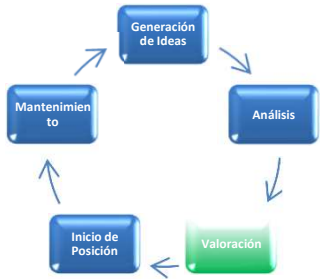 Generación
de Ideas
Análisis
Valoración
Inicio de
Posición
Mantenimien
to